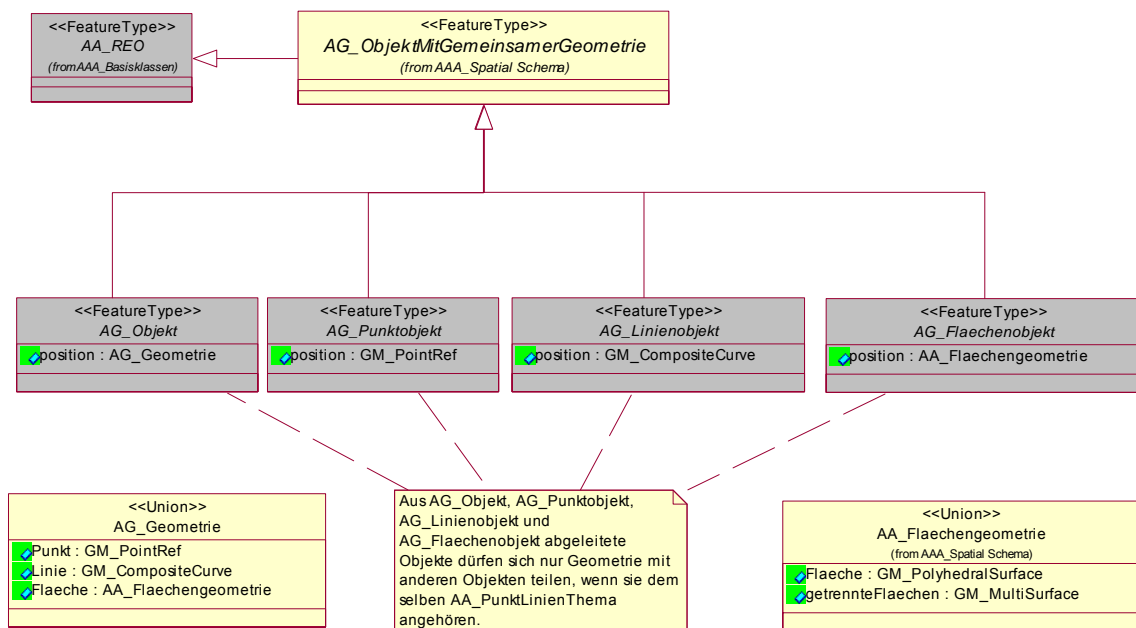 <<FeatureType>>
AA_REO
(from AAA_Basisklassen)
<<FeatureType>>
AG_ObjektMitGemeinsamerGeometrie
(from AAA_Spatial Schema)
<<FeatureType>>
AG_Objekt
position : AG_Geometrie
<<FeatureType>>
AG_Punktobjekt
position : GM_PointRef
<<FeatureType>>
AG_Linienobjekt
position : GM_CompositeCurve
<<FeatureType>>
AG_Flaechenobjekt
position : AA_Flaechengeometrie
<<Union>>
AG_Geometrie
Punkt : GM_PointRef
Linie : GM_CompositeCurve
Flaeche : AA_Flaechengeometrie
Aus AG_Objekt, AG_Punktobjekt,
AG_Linienobjekt und
AG_Flaechenobjekt abgeleitete
Objekte dürfen sich nur Geometrie mit
anderen Objekten teilen, wenn sie dem
selben AA_PunktLinienThema
angehören.
<<Union>>
AA_Flaechengeometrie
(from AAA_Spatial Schema)
Flaeche : GM_PolyhedralSurface
getrennteFlaechen : GM_MultiSurface